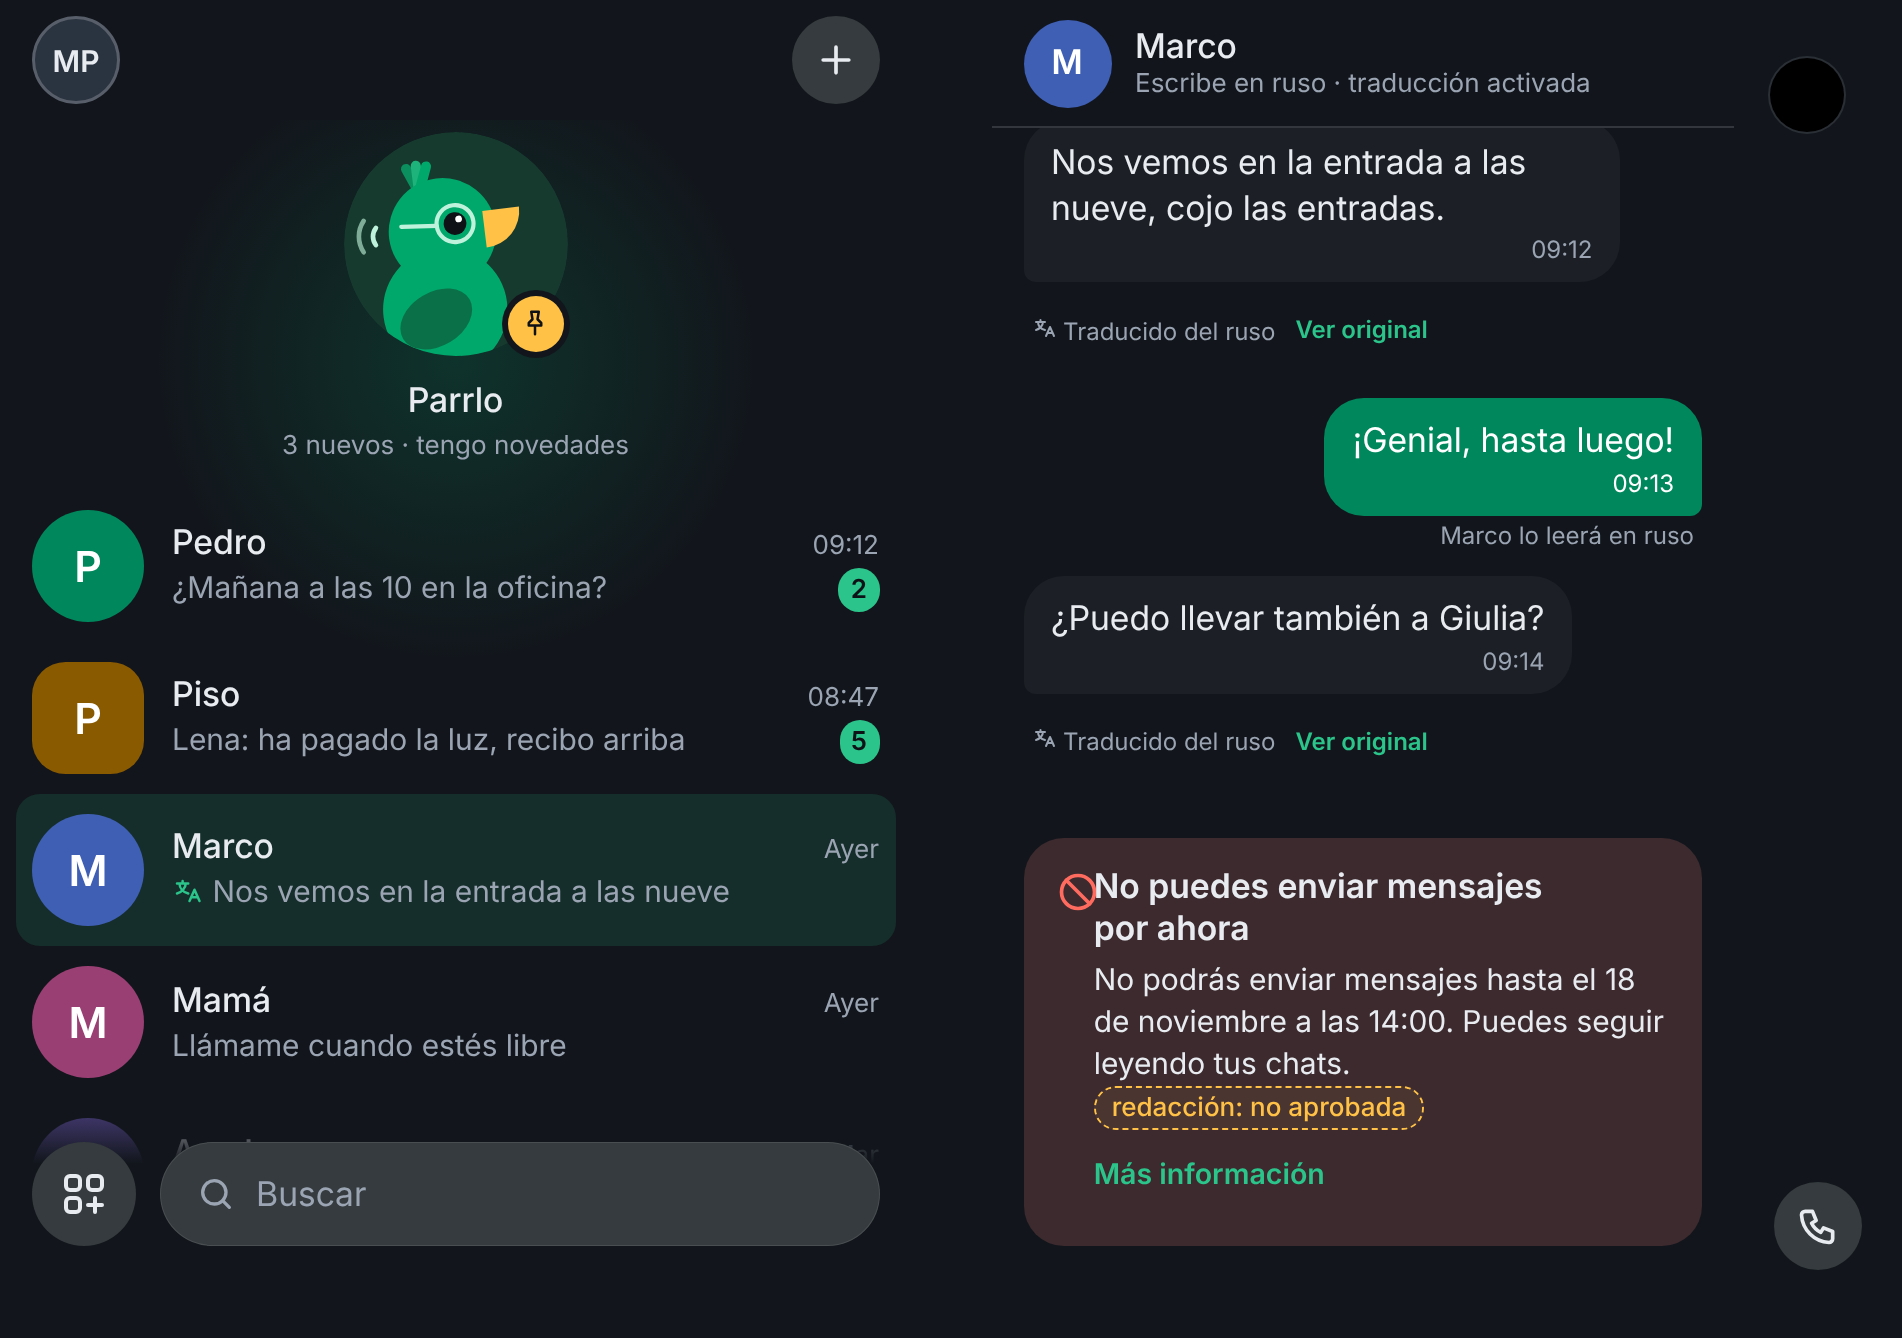 MP
Parrlo
3 nuevos · tengo novedades
P
Pedro
09:12
¿Mañana a las 10 en la oficina?
2
P
Piso
08:47
Lena: ha pagado la luz, recibo arriba
5
M
Marco
Ayer
Nos vemos en la entrada a las nueve
M
Mamá
Ayer
Llámame cuando estés libre
Buscar
M
Marco
Escribe en ruso · traducción activada
Nos vemos en la entrada a las
nueve, cojo las entradas.
09:12
Traducido del ruso Ver original
¡Genial, hasta luego!
09:13
Marco lo leerá en ruso
¿Puedo llevar también a Giulia?
09:14
Traducido del ruso Ver original
No puedes enviar mensajes
por ahora
No podrás enviar mensajes hasta el 18
de noviembre a las 14:00. Puedes seguir
leyendo tus chats.
redacción: no aprobada
Más información